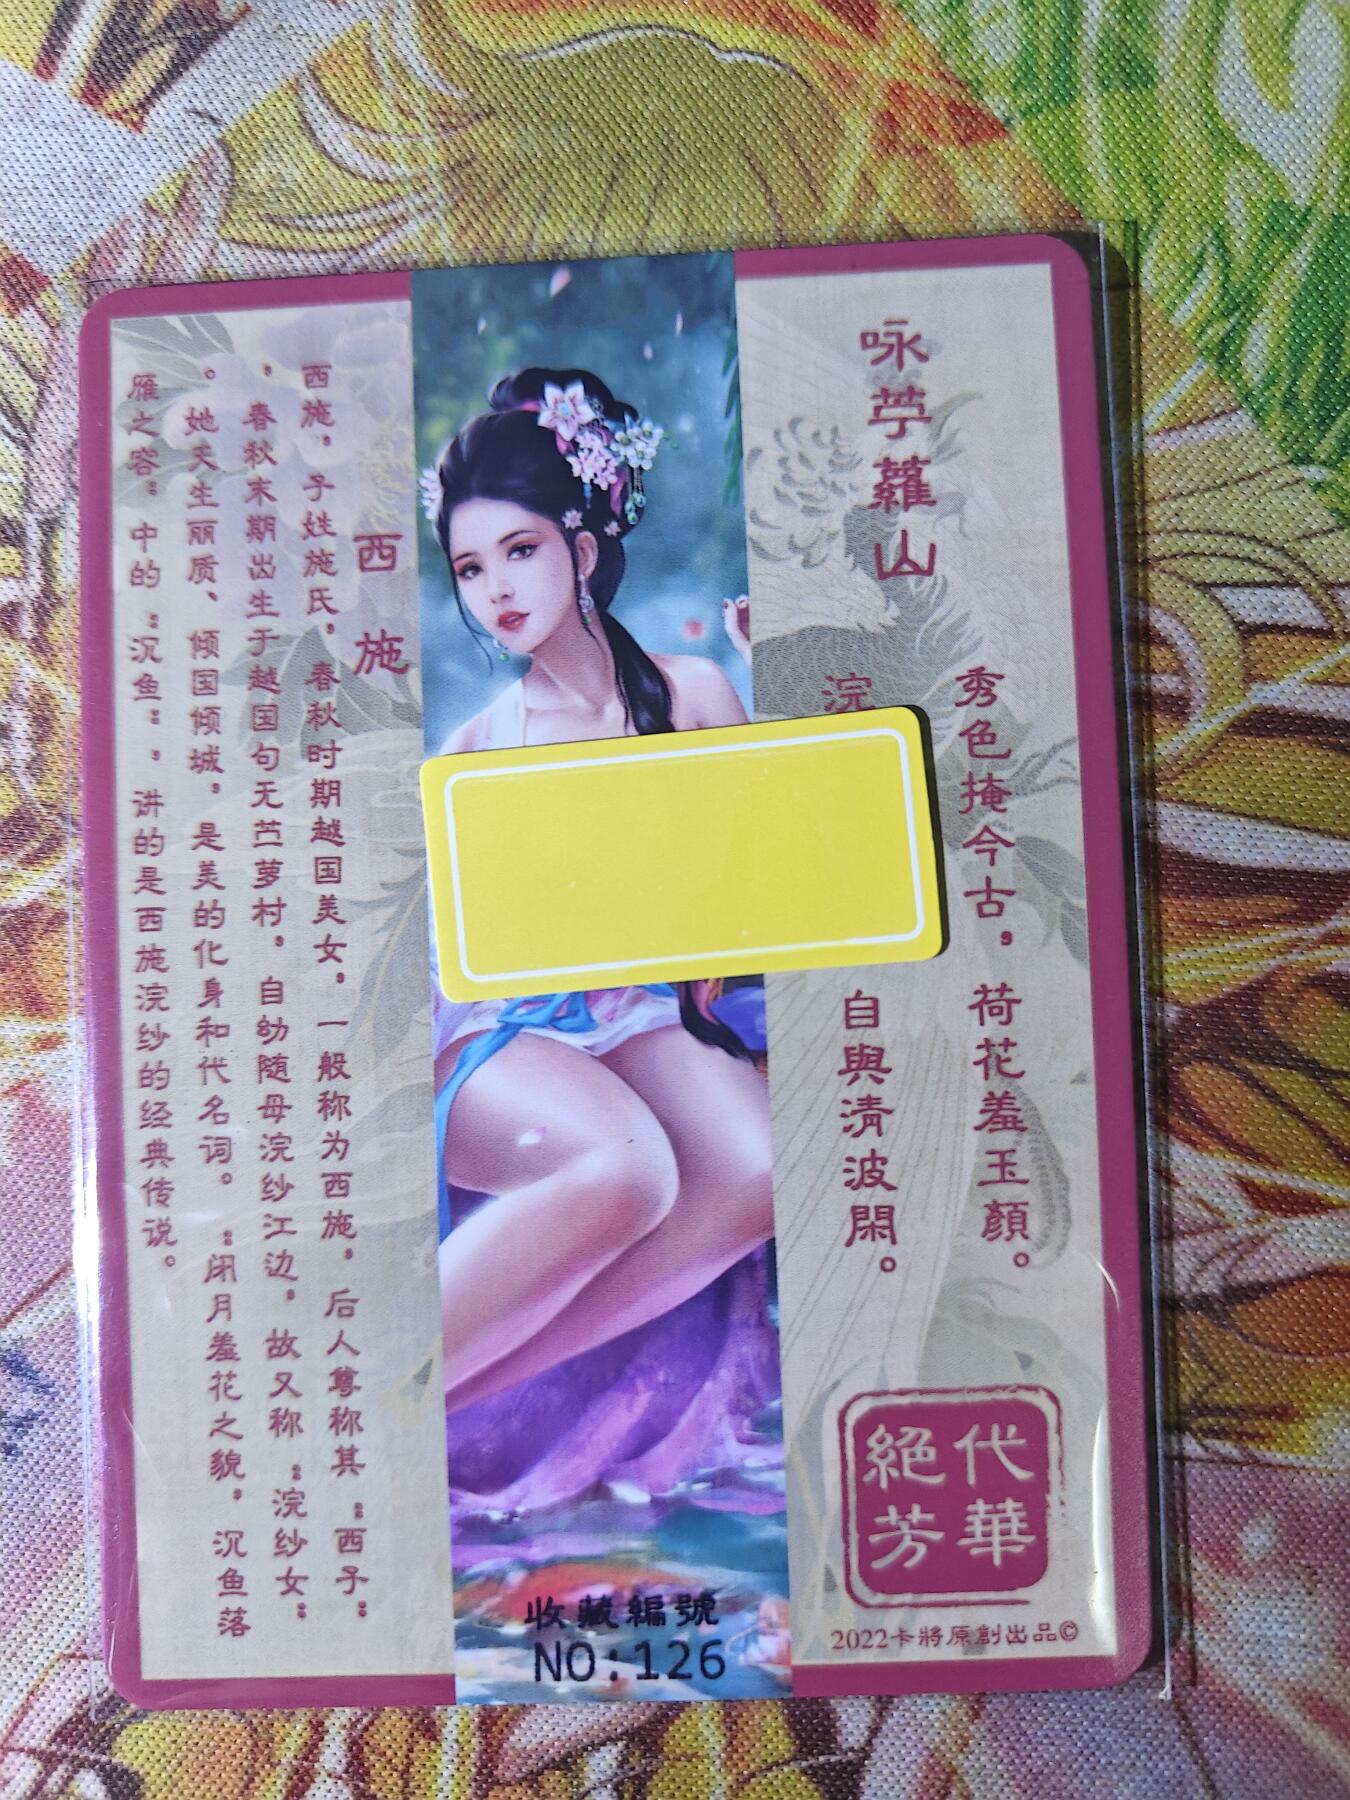 咏苧蘿山
秀色掩今古，荷花羞玉顏。
浣
自與清波閑。
代華
絕芳
2022卡將原創出品©
收藏編號
NO:126
西施
西施，子姓施氏，春秋时期越国美女，一般称为西施，后人尊称其：西子：
，春秋末期出生于越国句无苎萝村，自幼随母浣纱江边，故又称：浣纱女：
。她天生丽质、倾国倾城，是美的化身和代名词。：闭月羞花之貌，沉鱼落
雁之容：中的：沉鱼：，讲的是西施浣纱的经典传说。